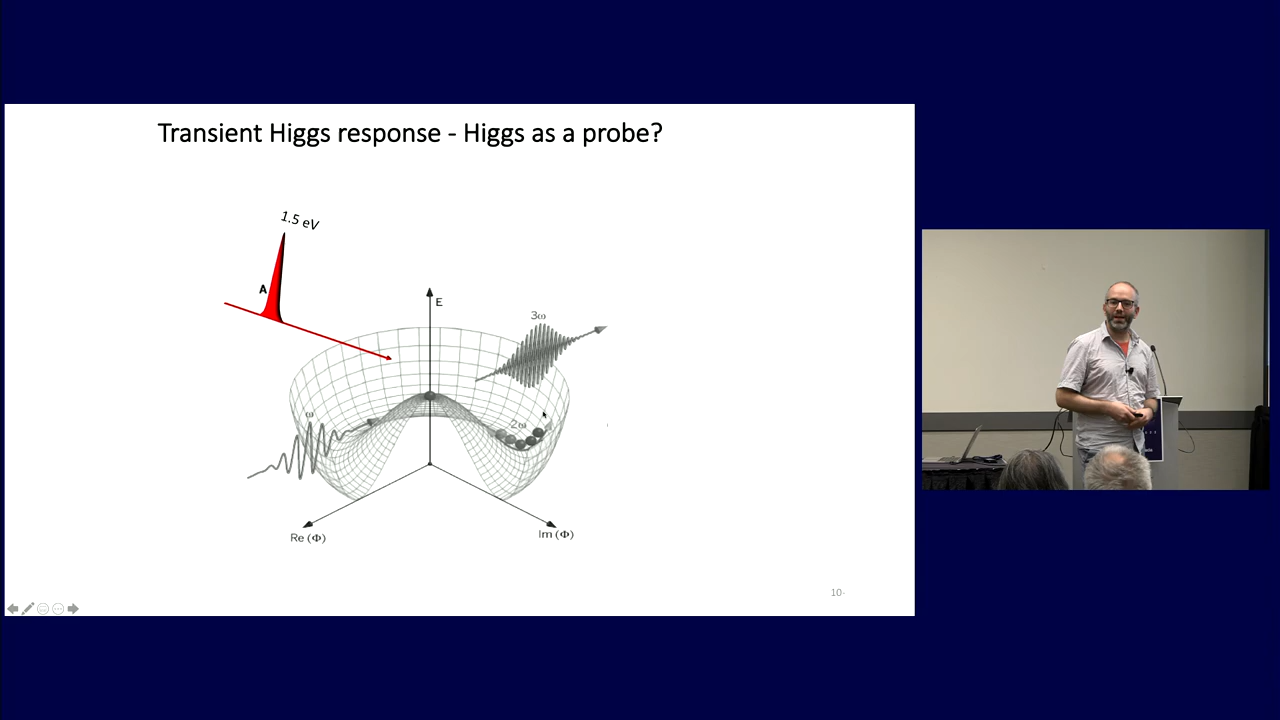 Transient Higgs response - Higgs as a probe?
1.5 eV
A
E
3ω
ω
2ω
Re (Φ)
Im (Φ)
10